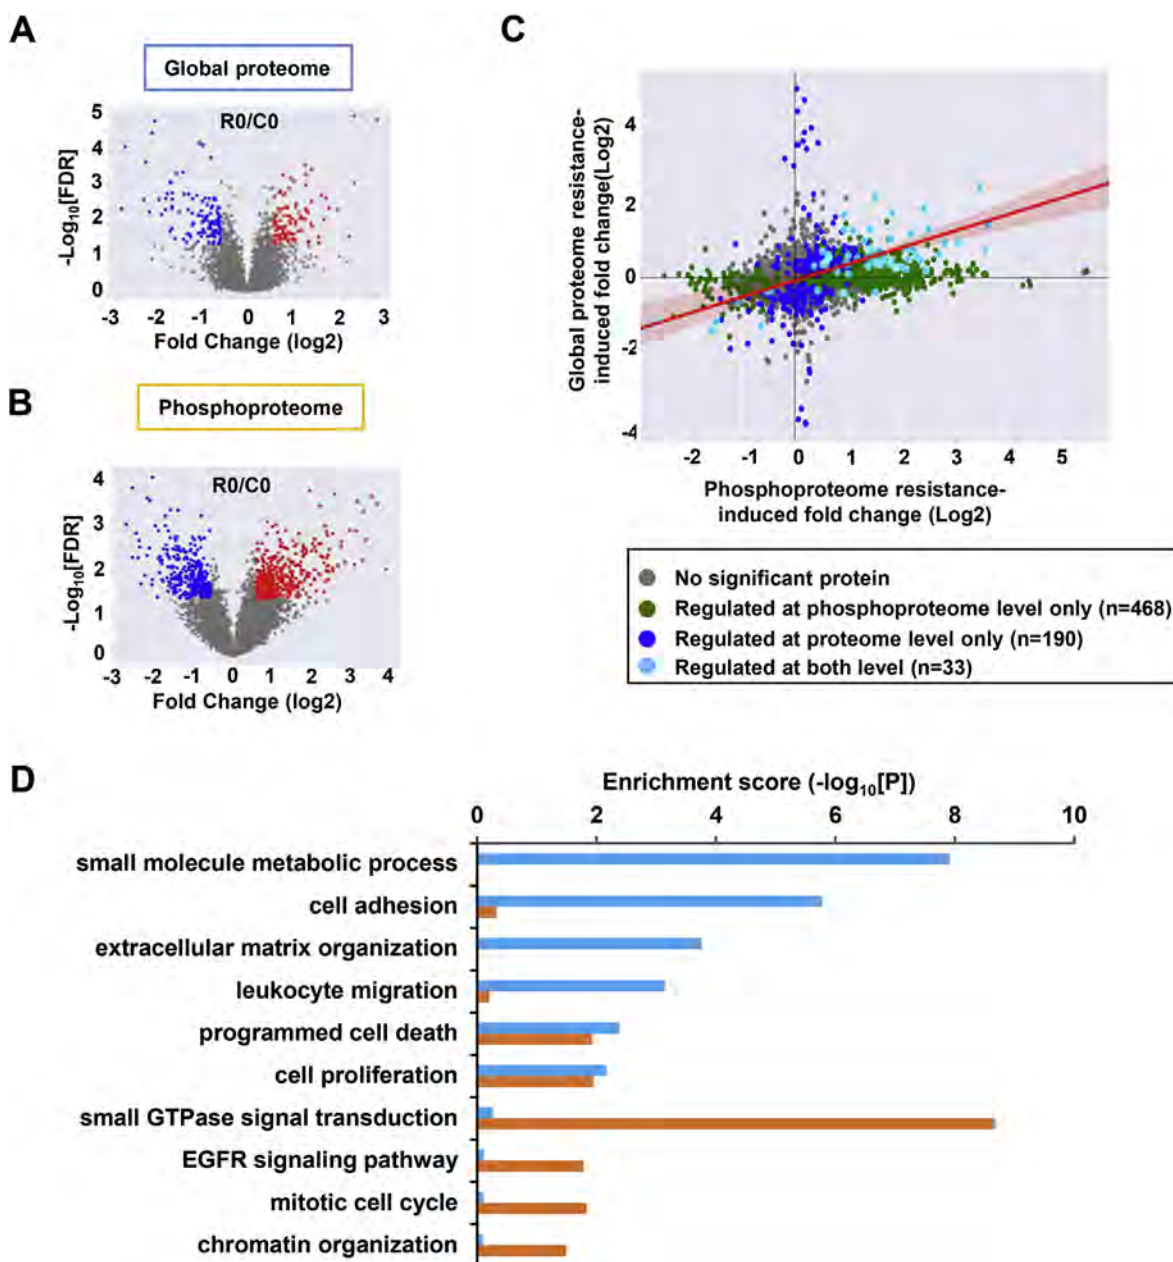 A
Global proteome
R0/C0
-Log10[FDR]
5
4
3
2
1
0
-3 -2 -1 0 1 2 3
Fold Change (log2)
B
Phosphoproteome
R0/C0
-Log10[FDR]
4
3
2
1
0
-3 -2 -1 0 1 2 3 4
Fold Change (log2)
C
Global proteome resistance-
induced fold change(Log2)
4
2
0
-2
-4
-2 -1 0 1 2 3 4 5
Phosphoproteome resistance-
induced fold change (Log2)
No significant protein
Regulated at phosphoproteome level only (n=468)
Regulated at proteome level only (n=190)
Regulated at both level (n=33)
D
Enrichment score (-log10[P])
0 2 4 6 8 10
small molecule metabolic process
cell adhesion
extracellular matrix organization
leukocyte migration
programmed cell death
cell proliferation
small GTPase signal transduction
EGFR signaling pathway
mitotic cell cycle
chromatin organization